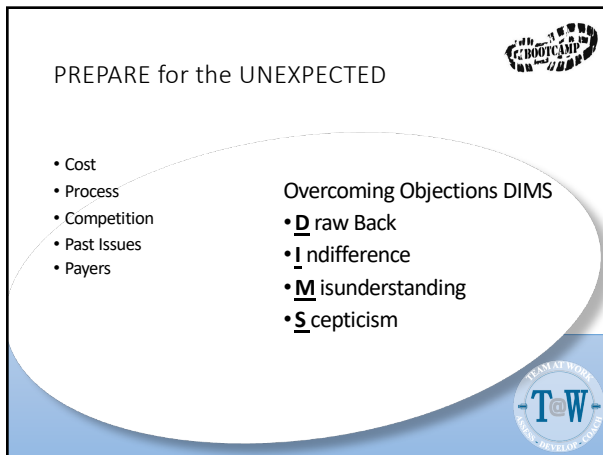 BOOTCAMP
PREPARE for the UNEXPECTED
• Cost
• Process
• Competition
• Past Issues
• Payers
Overcoming Objections DIMS
• D raw Back
• I ndifference
• M isunderstanding
• S cepticism
TEAM AT WORK
T@W
ASSESS - DEVELOP - COACH